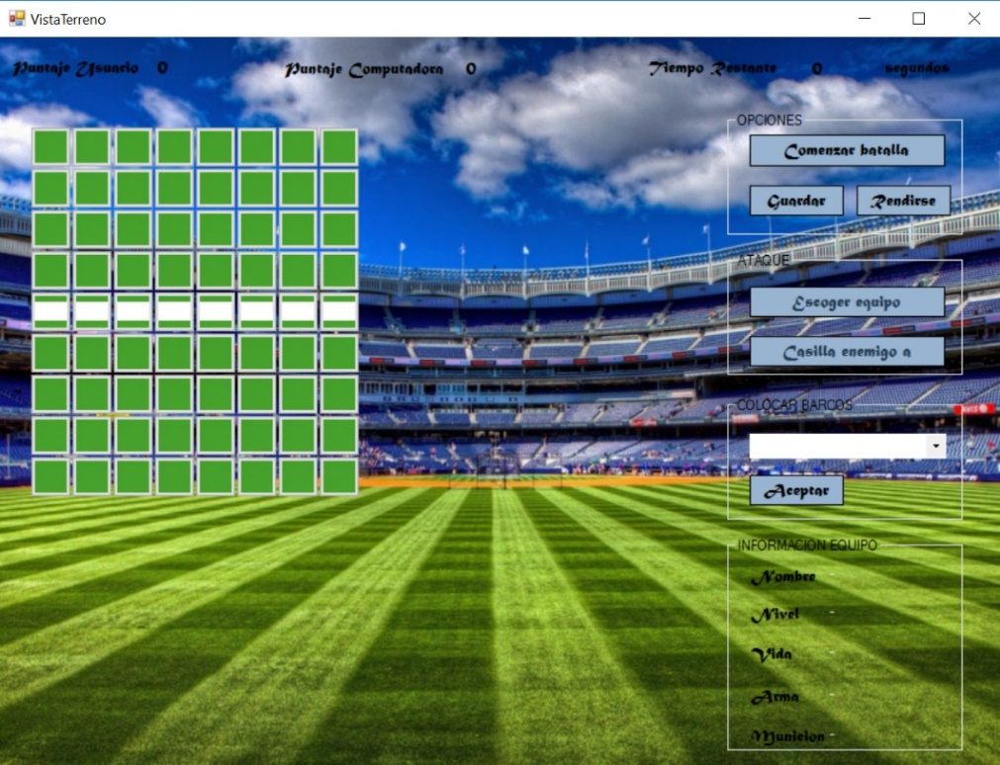 VistaTerreno
Puntaje Usuario 0 Puntaje Computadora 0 Tiempo Restante 0 segundos
OPCIONES
Comenzar batalla
Guardar Rendirse
ATAQUE
Escoger equipo
Casilla enemigo a
COLOCAR BARCOS
Aceptar
INFORMACION EQUIPO
Nombre -
Nivel -
Vida -
Arma -
Municion -